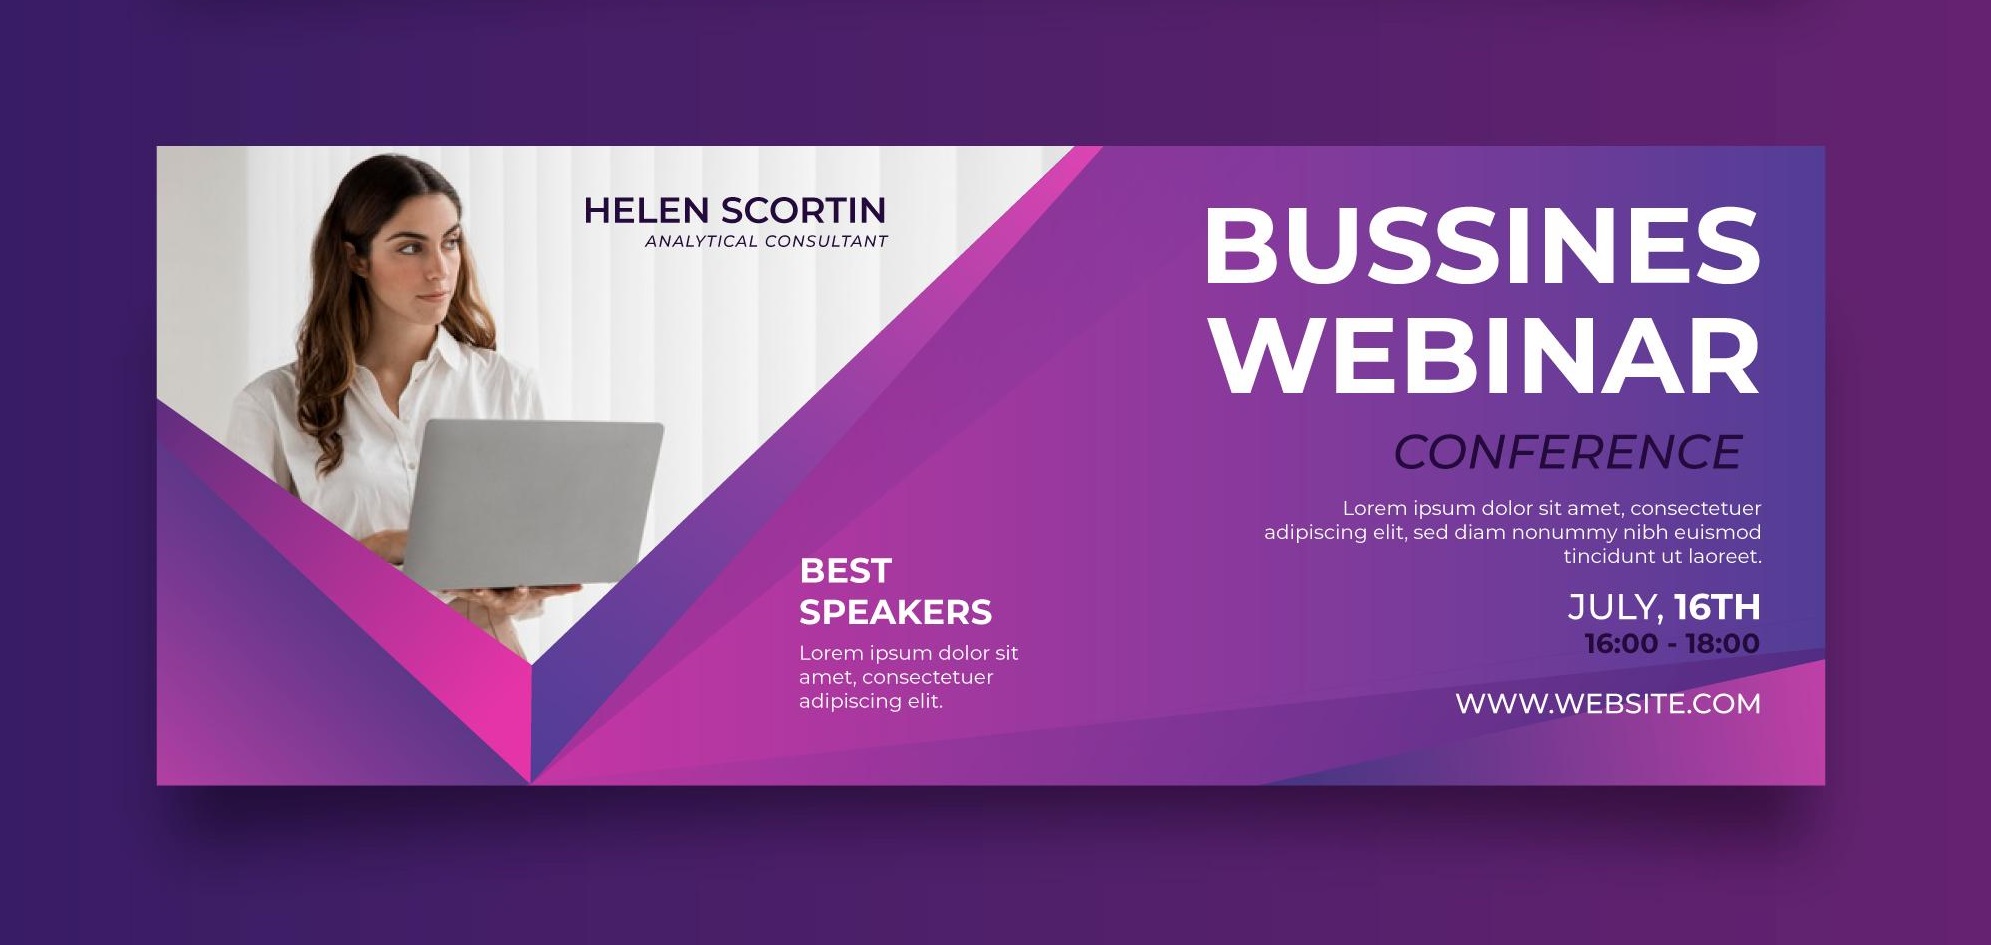 HELEN SCORTIN
ANALYTICAL CONSULTANT
BUSSINES
WEBINAR
CONFERENCE
Lorem ipsum dolor sit amet, consectetuer
adipiscing elit, sed diam nonummy nibh euismod
tincidunt ut laoreet.
JULY, 16TH
16:00 - 18:00
WWW.WEBSITE.COM
BEST
SPEAKERS
Lorem ipsum dolor sit
amet, consectetuer
adipiscing elit.